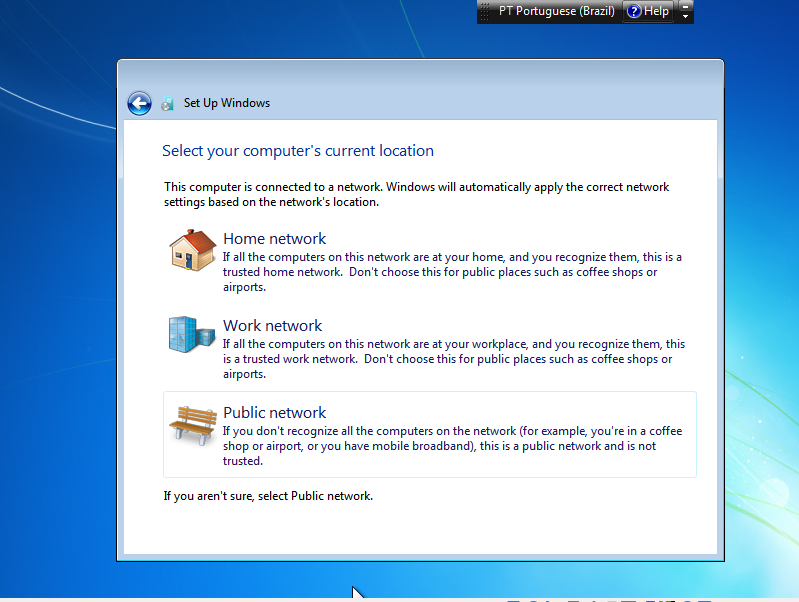 PT Portuguese (Brazil) Help
Set Up Windows
Select your computer's current location
This computer is connected to a network. Windows will automatically apply the correct network
settings based on the network's location.
Home network
If all the computers on this network are at your home, and you recognize them, this is a
trusted home network. Don't choose this for public places such as coffee shops or
airports.
Work network
If all the computers on this network are at your workplace, and you recognize them, this
is a trusted work network. Don't choose this for public places such as coffee shops or
airports.
Public network
If you don't recognize all the computers on the network (for example, you're in a coffee
shop or airport, or you have mobile broadband), this is a public network and is not
trusted.
If you aren't sure, select Public network.